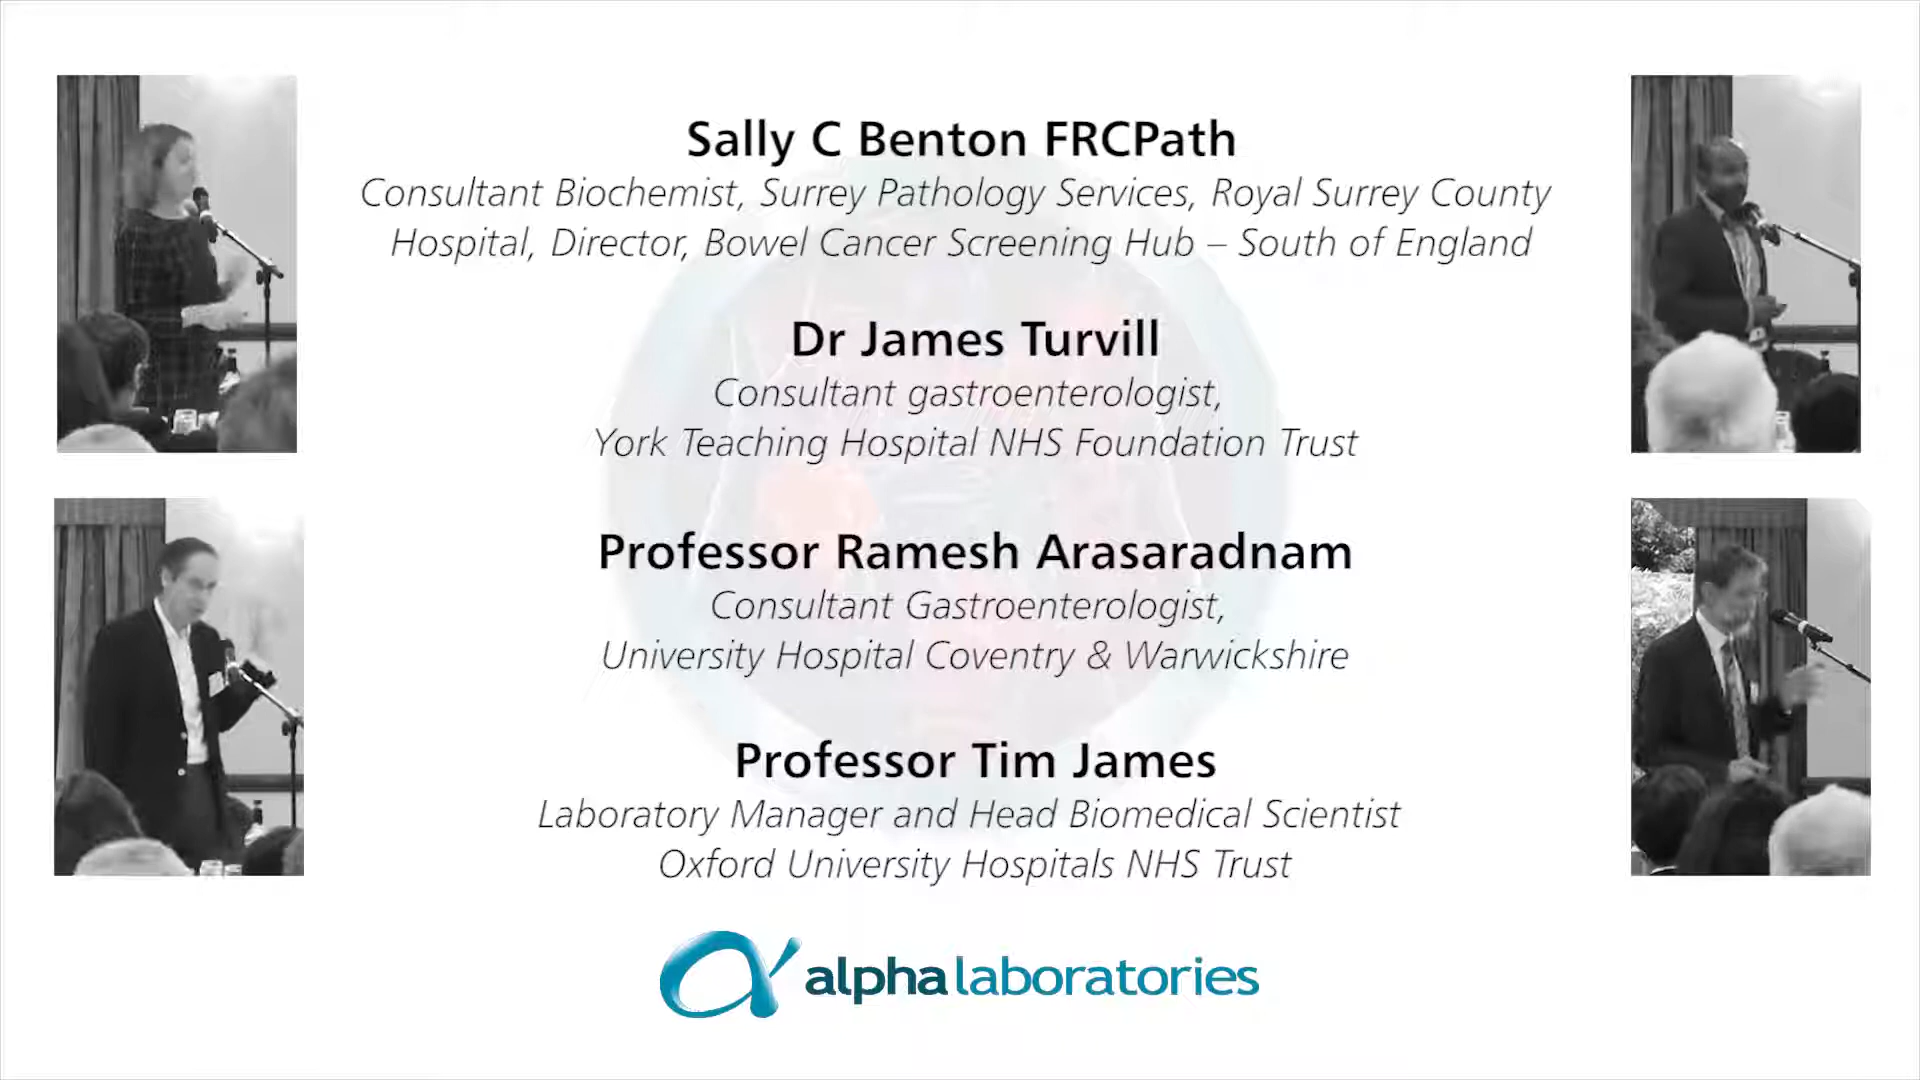 Sally C Benton FRCPath
Consultant Biochemist, Surrey Pathology Services, Royal Surrey County
Hospital, Director, Bowel Cancer Screening Hub – South of England
Dr James Turvill
Consultant gastroenterologist,
York Teaching Hospital NHS Foundation Trust
Professor Ramesh Arasaradnam
Consultant Gastroenterologist,
University Hospital Coventry & Warwickshire
Professor Tim James
Laboratory Manager and Head Biomedical Scientist
Oxford University Hospitals NHS Trust
alpha laboratories